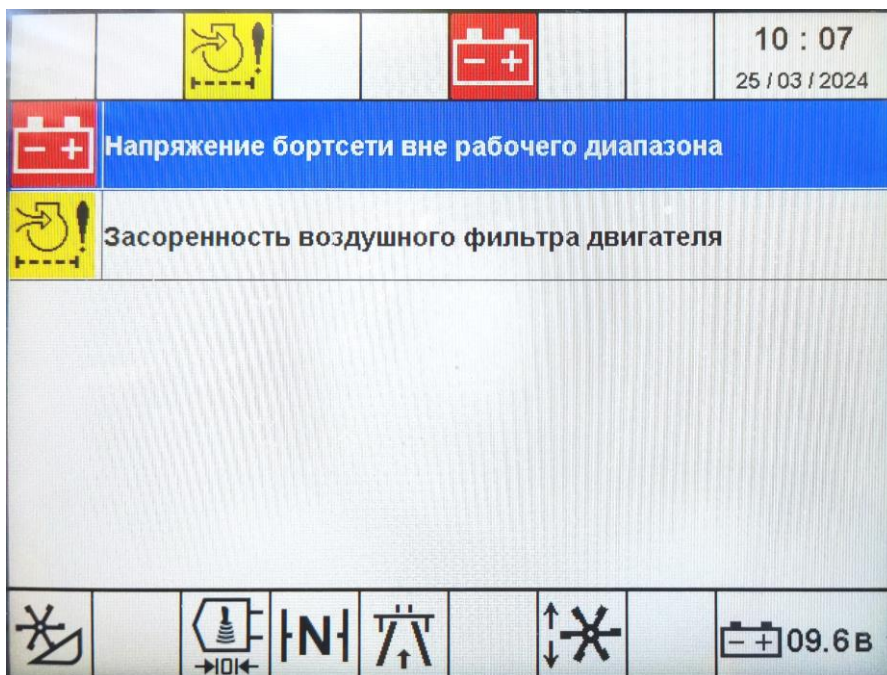 10 : 07
25 / 03 / 2024
Напряжение бортсети вне рабочего диапазона
Засоренность воздушного фильтра двигателя
N
09.6 В